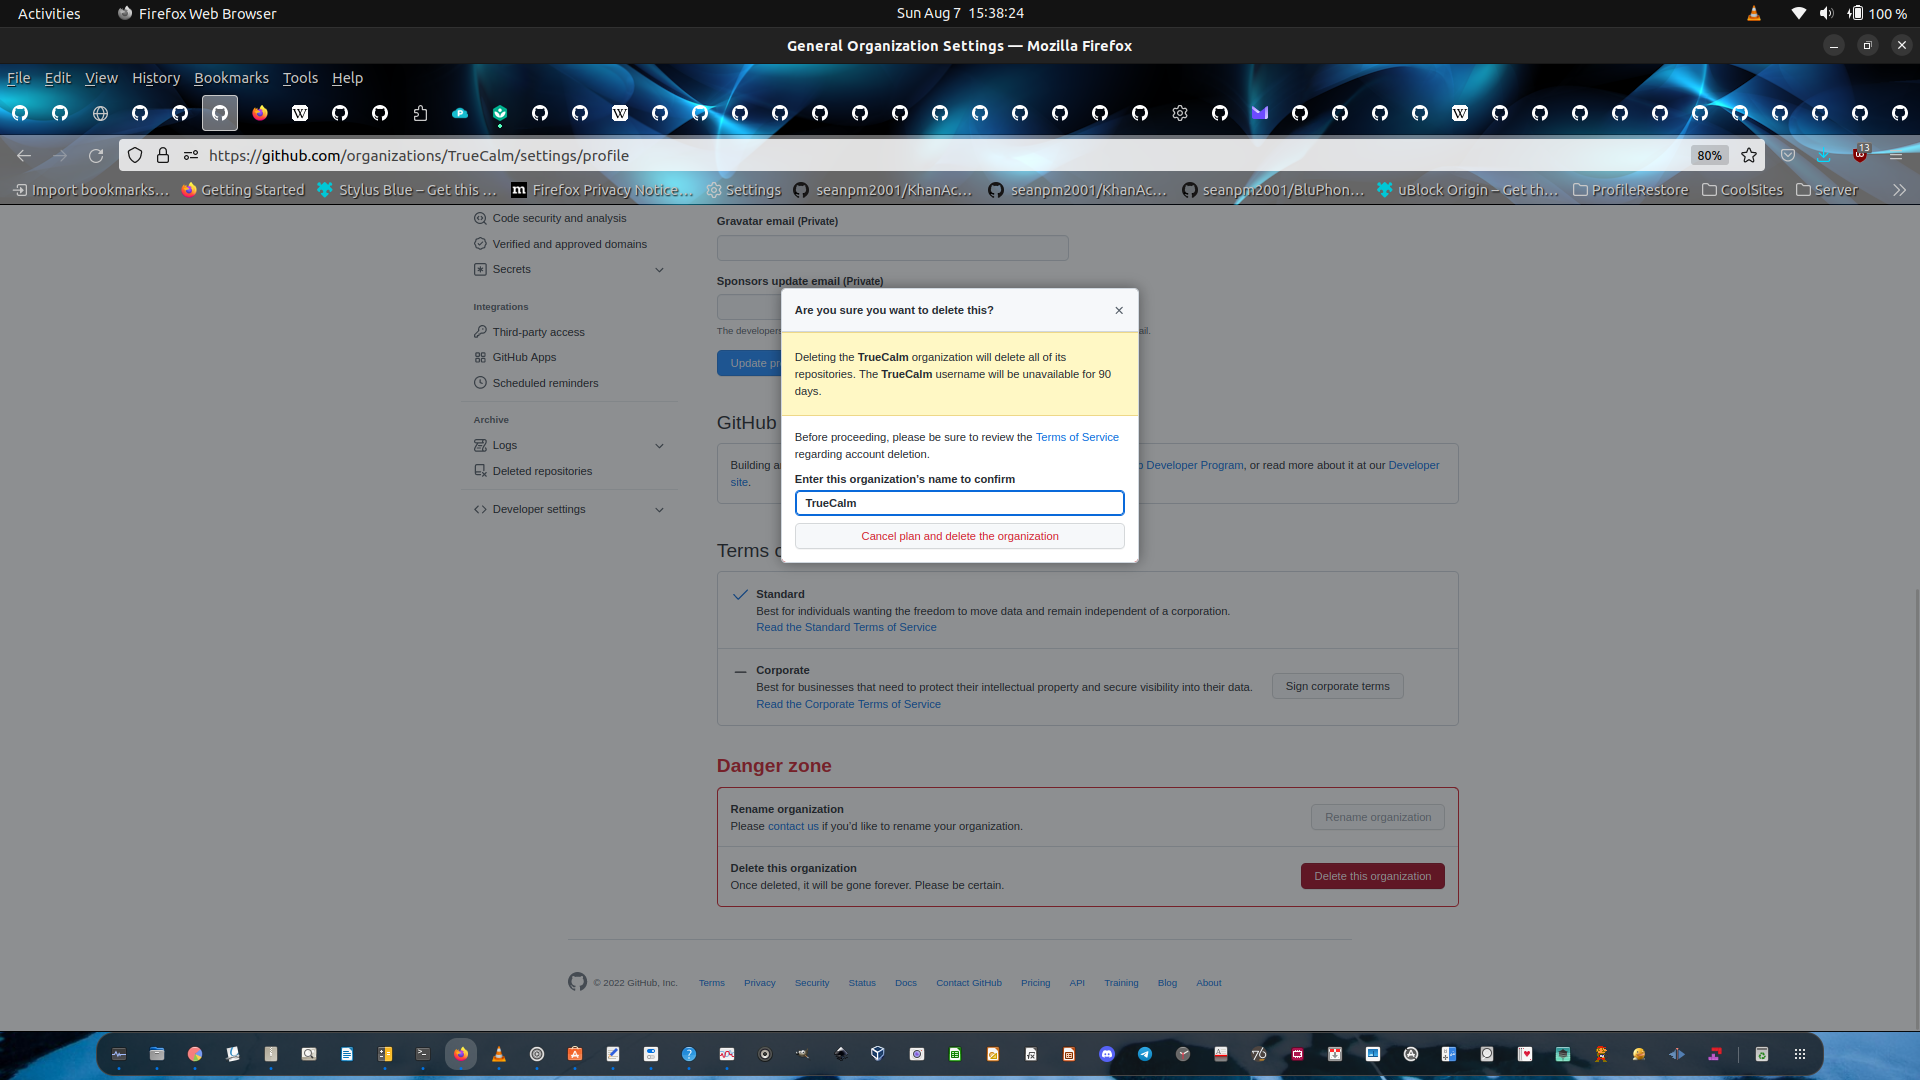 Activities
Firefox Web Browser
Sun Aug 7 15:38:24
100 %
General Organization Settings — Mozilla Firefox
File Edit View History Bookmarks Tools Help
https://github.com/organizations/TrueCalm/settings/profile
80%
13
Import bookmarks…
Getting Started
Stylus Blue – Get this …
Firefox Privacy Notice…
Settings
seanpm2001/KhanAc…
seanpm2001/KhanAc…
seanpm2001/BluPhon…
uBlock Origin – Get th…
ProfileRestore
CoolSites
Server
Code security and analysis
Verified and approved domains
Secrets
Integrations
Third-party access
GitHub Apps
Scheduled reminders
Archive
Logs
Deleted repositories
Developer settings
Gravatar email (Private)
Sponsors update email (Private)
The developer
ail.
Update pr
GitHub
Building a
Developer Program, or read more about it at our Developer
site.
Are you sure you want to delete this?
Deleting the TrueCalm organization will delete all of its
repositories. The TrueCalm username will be unavailable for 90
days.
Before proceeding, please be sure to review the Terms of Service
regarding account deletion.
Enter this organization's name to confirm
TrueCalm
Cancel plan and delete the organization
Terms o
Standard
Best for individuals wanting the freedom to move data and remain independent of a corporation.
Read the Standard Terms of Service
Corporate
Best for businesses that need to protect their intellectual property and secure visibility into their data.
Read the Corporate Terms of Service
Sign corporate terms
Danger zone
Rename organization
Please contact us if you'd like to rename your organization.
Rename organization
Delete this organization
Once deleted, it will be gone forever. Please be certain.
Delete this organization
© 2022 GitHub, Inc.
Terms
Privacy
Security
Status
Docs
Contact GitHub
Pricing
API
Training
Blog
About